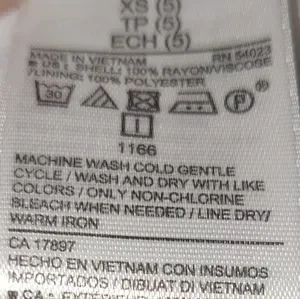 XS (5)
TP (5)
ECH (5)
MADE IN VIETNAM RN 54023
US : SHELL: 100% RAYON/VISCOSE
/LINING: 100% POLYESTER
30 P
1166
MACHINE WASH COLD GENTLE
CYCLE / WASH AND DRY WITH LIKE
COLORS / ONLY NON-CHLORINE
BLEACH WHEN NEEDED / LINE DRY/
WARM IRON
CA 17897
HECHO EN VIETNAM CON INSUMOS
IMPORTADOS / DIBUAT DI VIETNAM
CA :